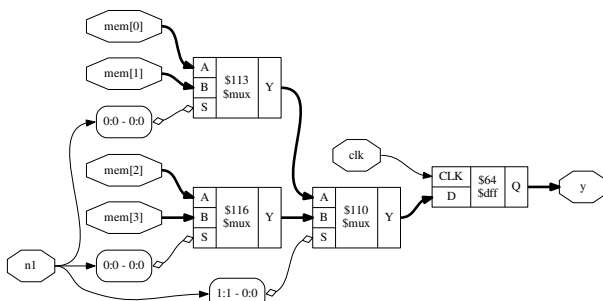 mem[0]
mem[1]
A
B
S
$113
$mux
Y
0:0 - 0:0
mem[2]
mem[3]
A
B
S
$116
$mux
Y
0:0 - 0:0
n1
1:1 - 0:0
A
B
S
$110
$mux
Y
clk
CLK
D
$64
$dff
Q
y